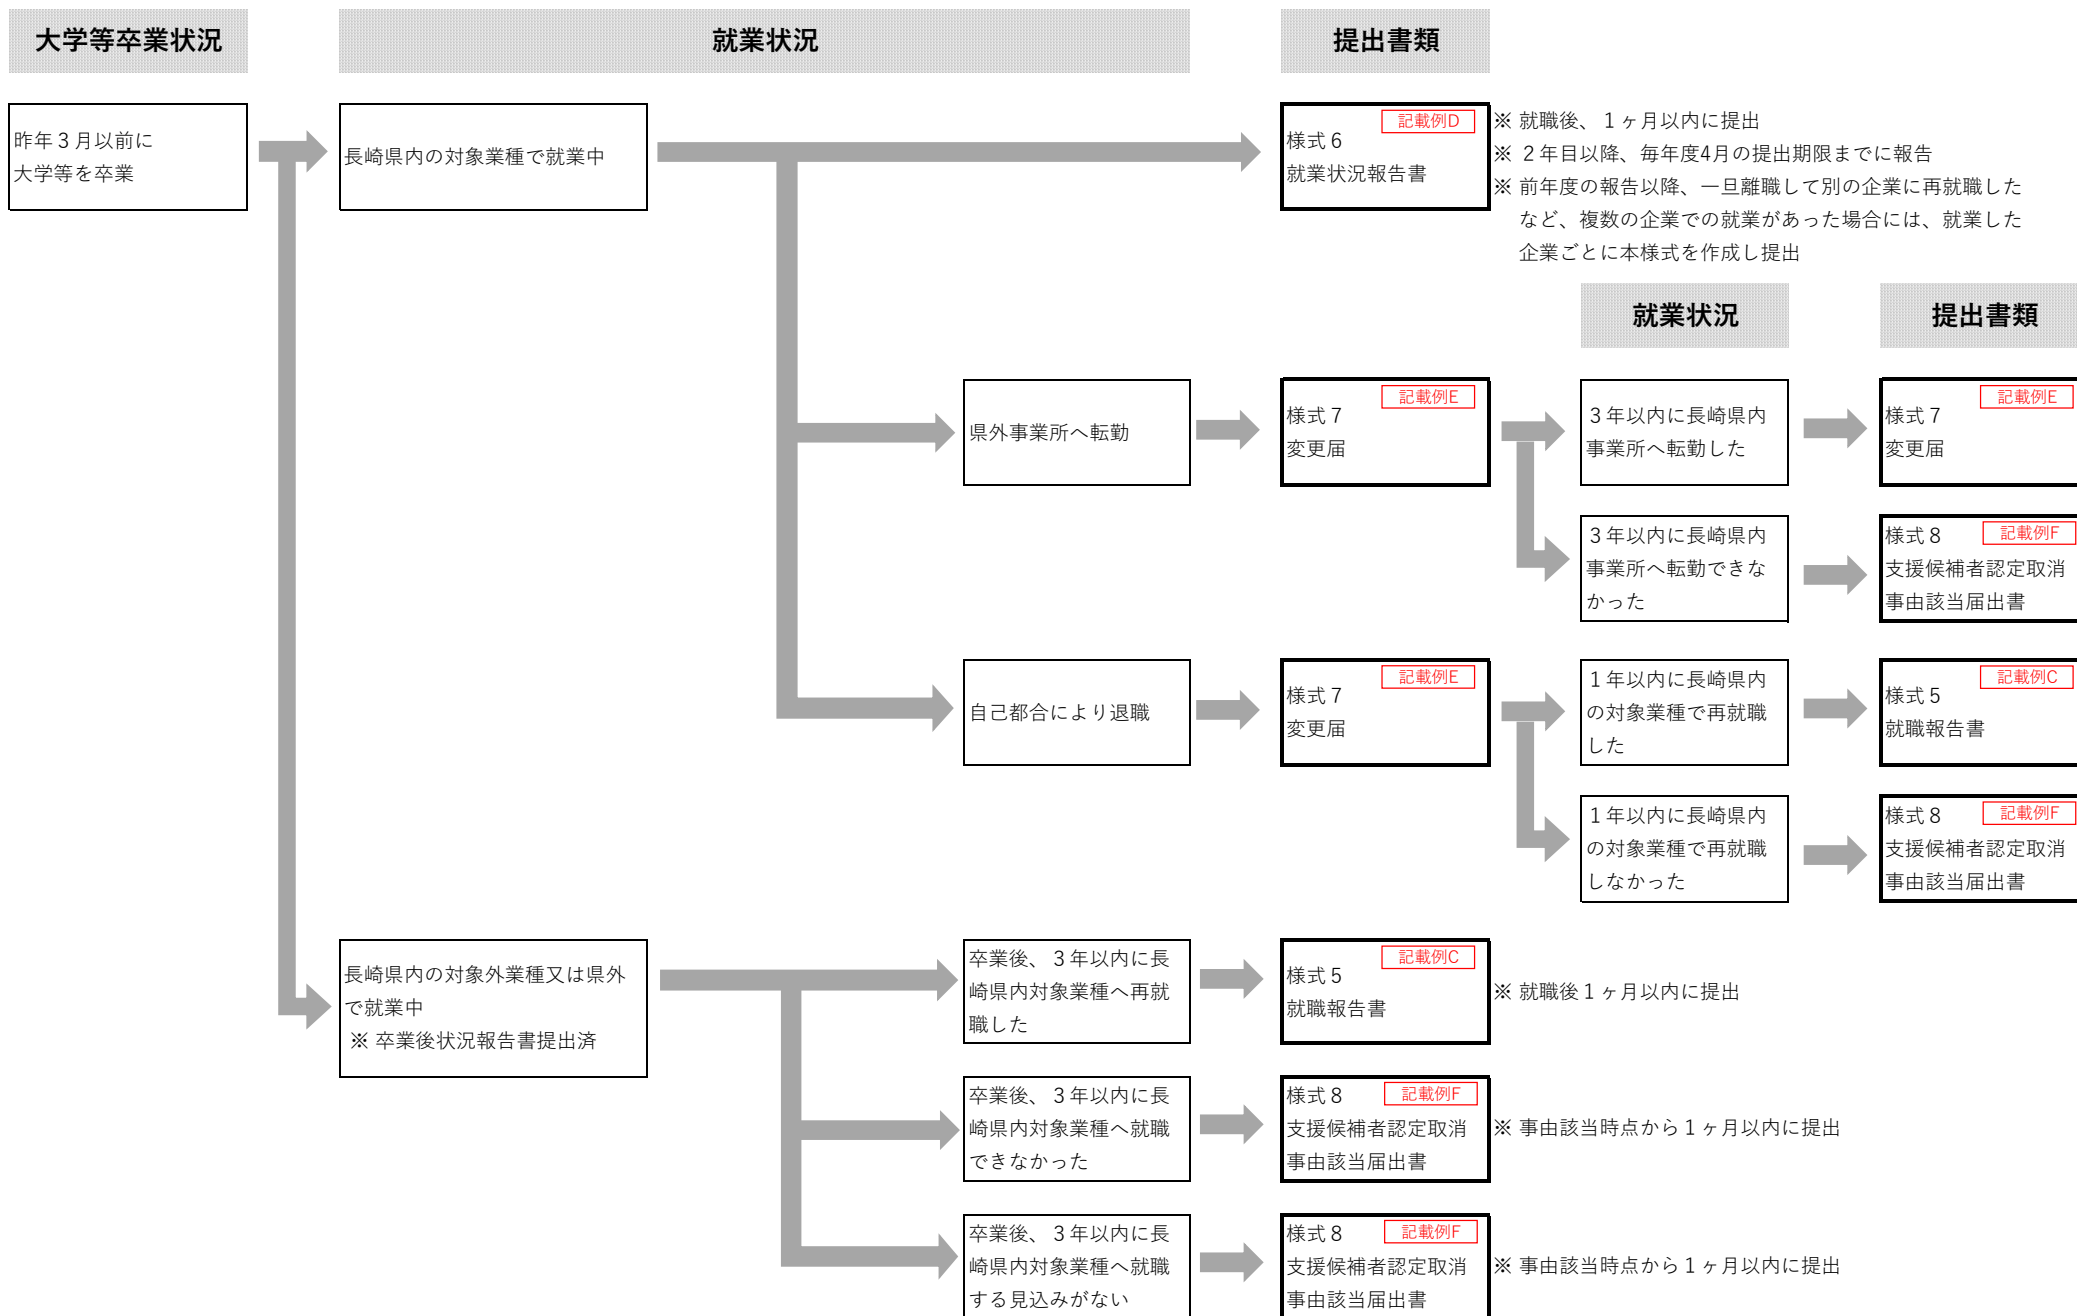 大学等卒業状況
就業状況
提出書類
昨年３月以前に
大学等を卒業
長崎県内の対象業種で就業中
記載例D
様式６
就業状況報告書
※ 就職後、１ヶ月以内に提出
※ ２年目以降、毎年度4月の提出期限までに報告
※ 前年度の報告以降、一旦離職して別の企業に再就職した
など、複数の企業での就業があった場合には、就業した
企業ごとに本様式を作成し提出
就業状況
提出書類
県外事業所へ転勤
記載例E
様式７
変更届
３年以内に長崎県内
事業所へ転勤した
記載例E
様式７
変更届
３年以内に長崎県内
事業所へ転勤できな
かった
記載例F
様式８
支援候補者認定取消
事由該当届出書
自己都合により退職
記載例E
様式７
変更届
１年以内に長崎県内
の対象業種で再就職
した
記載例C
様式５
就職報告書
１年以内に長崎県内
の対象業種で再就職
しなかった
記載例F
様式８
支援候補者認定取消
事由該当届出書
長崎県内の対象外業種又は県外
で就業中
※ 卒業後状況報告書提出済
卒業後、３年以内に長
崎県内対象業種へ再就
職した
記載例C
様式５
就職報告書
※ 就職後１ヶ月以内に提出
卒業後、３年以内に長
崎県内対象業種へ就職
できなかった
記載例F
様式８
支援候補者認定取消
事由該当届出書
※ 事由該当時点から１ヶ月以内に提出
卒業後、３年以内に長
崎県内対象業種へ就職
する見込みがない
記載例F
様式８
支援候補者認定取消
事由該当届出書
※ 事由該当時点から１ヶ月以内に提出